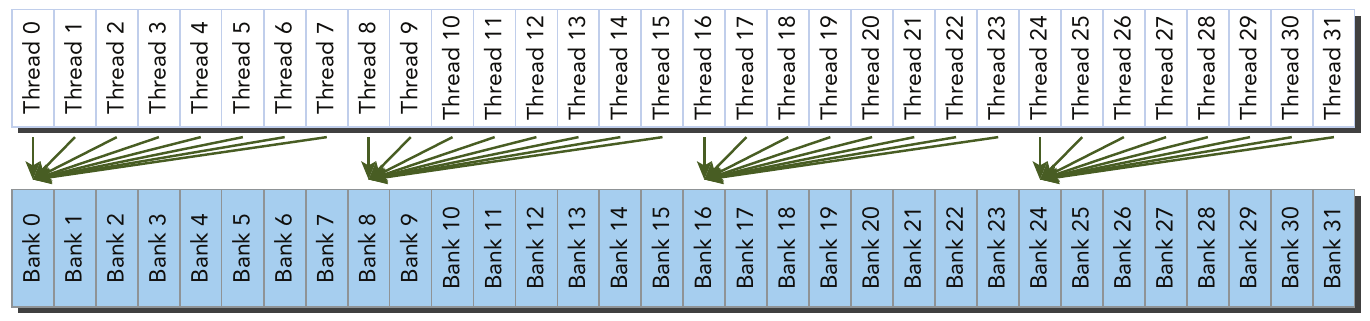 Thread 0
Thread 1
Thread 2
Thread 3
Thread 4
Thread 5
Thread 6
Thread 7
Thread 8
Thread 9
Thread 10
Thread 11
Thread 12
Thread 13
Thread 14
Thread 15
Thread 16
Thread 17
Thread 18
Thread 19
Thread 20
Thread 21
Thread 22
Thread 23
Thread 24
Thread 25
Thread 26
Thread 27
Thread 28
Thread 29
Thread 30
Thread 31
Bank 0
Bank 1
Bank 2
Bank 3
Bank 4
Bank 5
Bank 6
Bank 7
Bank 8
Bank 9
Bank 10
Bank 11
Bank 12
Bank 13
Bank 14
Bank 15
Bank 16
Bank 17
Bank 18
Bank 19
Bank 20
Bank 21
Bank 22
Bank 23
Bank 24
Bank 25
Bank 26
Bank 27
Bank 28
Bank 29
Bank 30
Bank 31